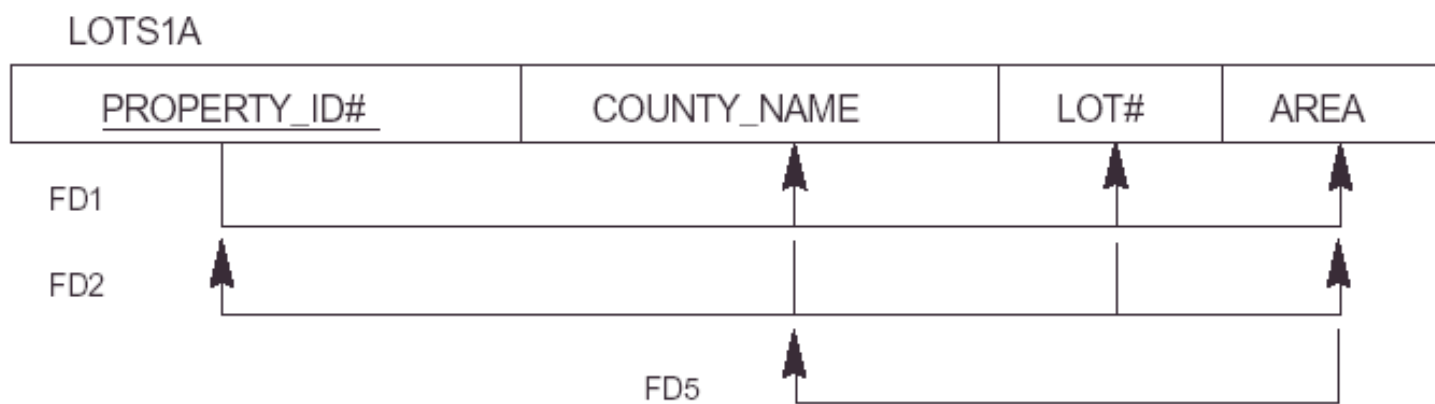 LOTS1A
PROPERTY_ID# COUNTY_NAME LOT# AREA
FD1
FD2
FD5